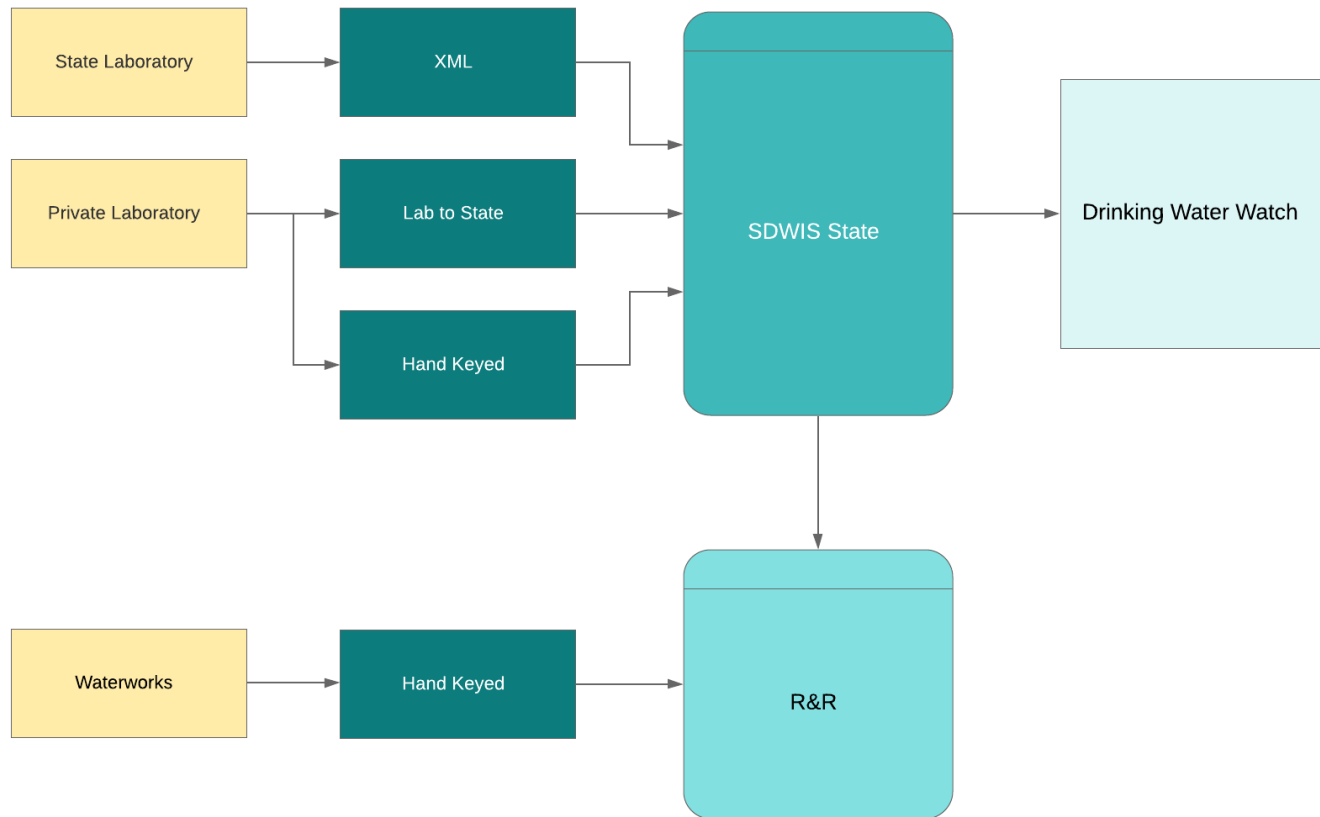 State Laboratory
XML
Private Laboratory
Lab to State
SDWIS State
Drinking Water Watch
Hand Keyed
Waterworks
Hand Keyed
R&R